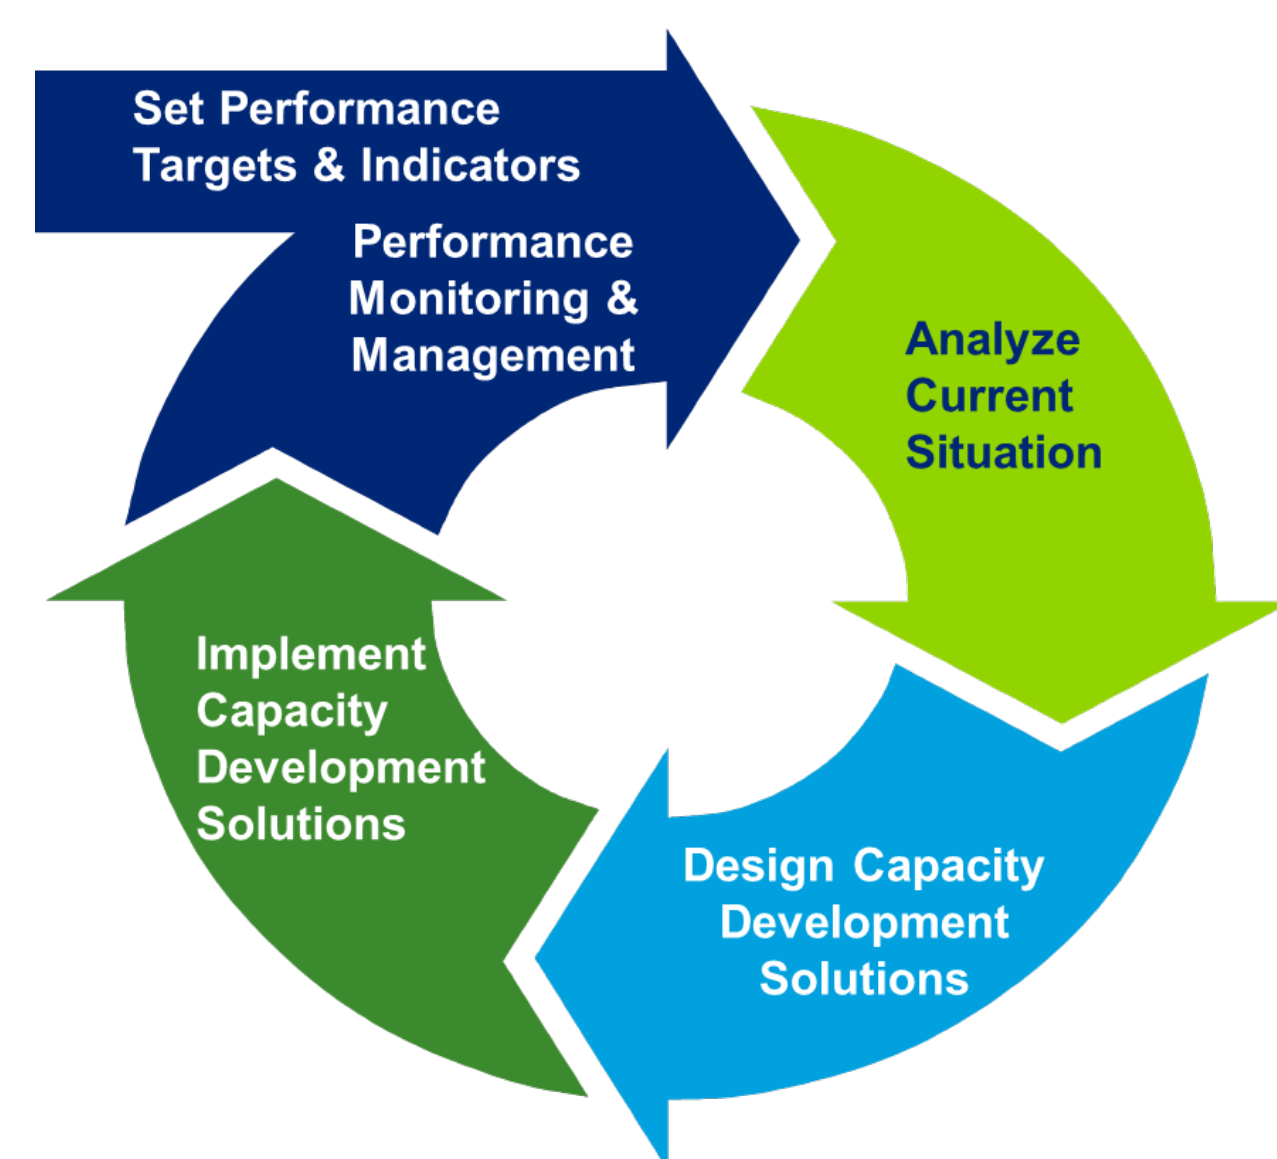 Set Performance
Targets & Indicators
Performance
Monitoring &
Management
Analyze
Current
Situation
Design Capacity
Development
Solutions
Implement
Capacity
Development
Solutions